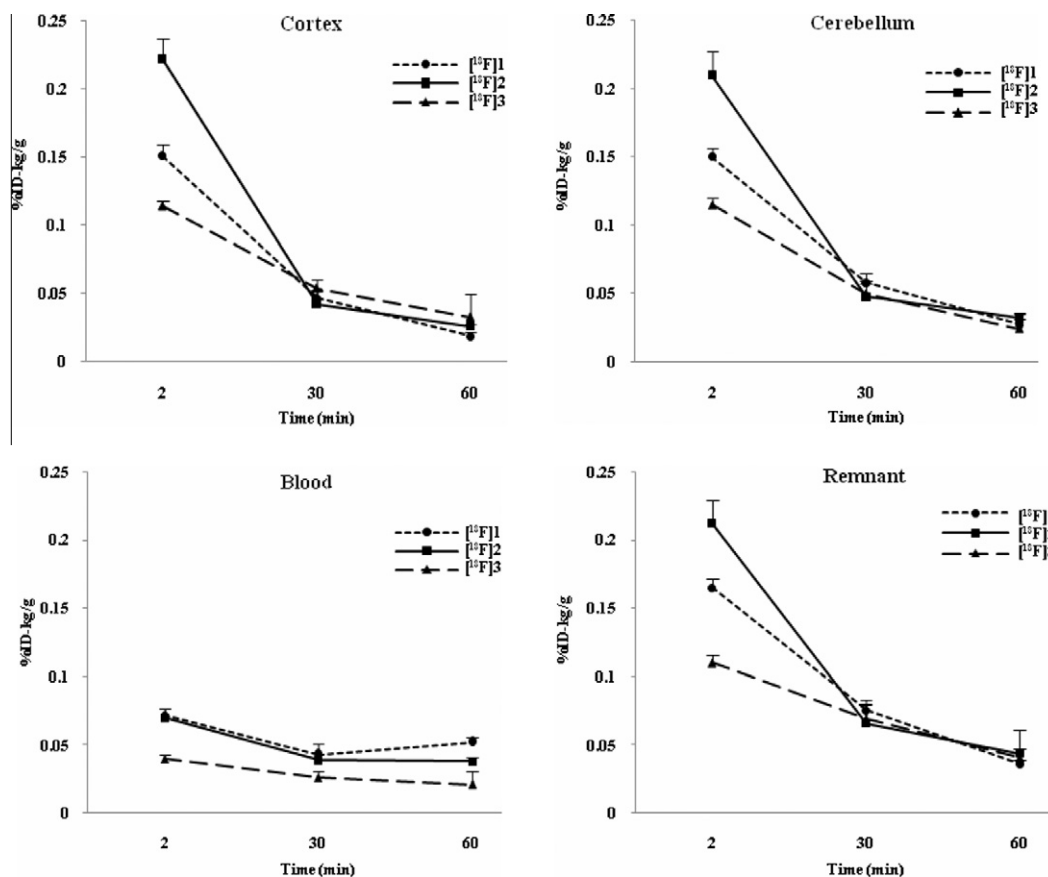 Cortex
0.25
0.2
0.15
0.1
0.05
0
%ID-kg/g
[¹⁸F]1
[¹⁸F]2
[¹⁸F]3
2 30 60
Time (min)
Cerebellum
0.25
0.2
0.15
0.1
0.05
0
%ID-kg/g
[¹⁸F]1
[¹⁸F]2
[¹⁸F]3
2 30 60
Time (min)
Blood
0.25
0.2
0.15
0.1
0.05
0
%ID-kg/g
[¹⁸F]1
[¹⁸F]2
[¹⁸F]3
2 30 60
Time (min)
Remnant
0.25
0.2
0.15
0.1
0.05
0
%ID-kg/g
[¹⁸F]
[¹⁸F]
[¹⁸F]
2 30 60
Time (min)